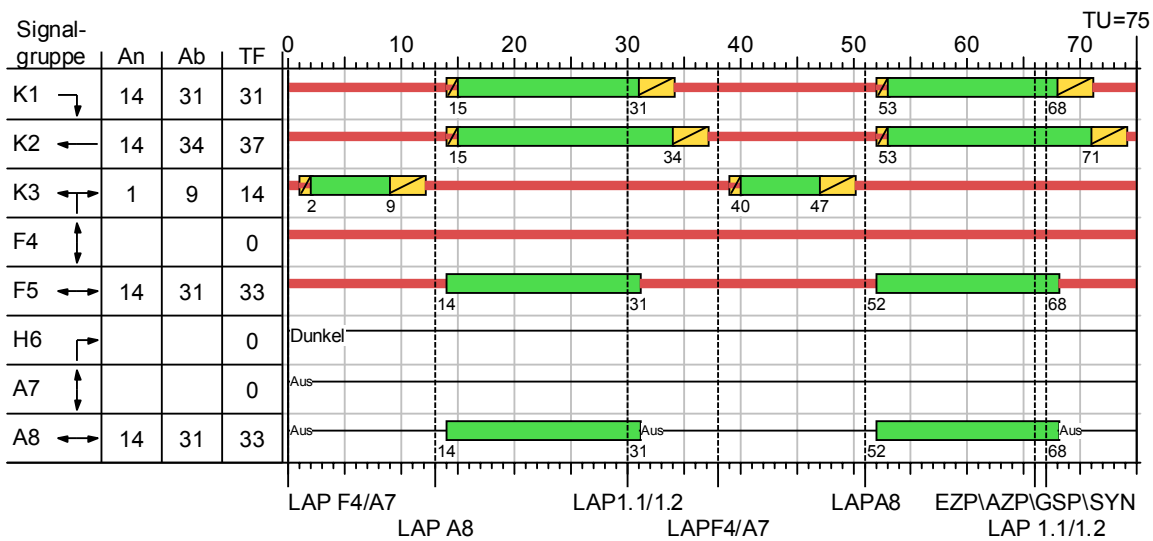 TU=75
Signal-
gruppe An Ab TF 0 10 20 30 40 50 60 70
K1 14 31 31
15 31 53 68
K2 14 34 37
15 34 53 71
K3 1 9 14
2 9 40 47
F4 0
F5 14 31 33
14 31 52 68
H6 0 Dunkel
A7 0 Aus
A8 14 31 33 Aus Aus Aus
14 31 52 68
LAP F4/A7 LAP1.1/1.2 LAPA8 EZP\AZP\GSP\SYN
LAP A8 LAPF4/A7 LAP 1.1/1.2